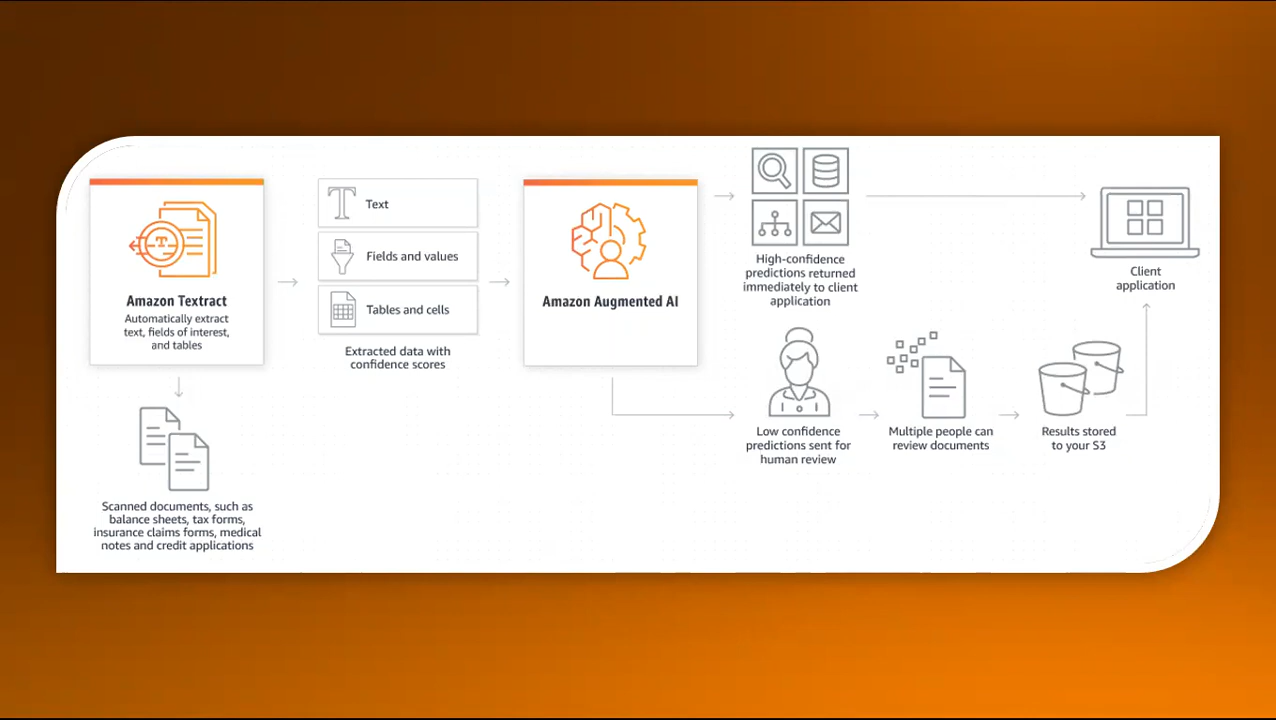 Amazon Textract
Automatically extract
text, fields of interest,
and tables
Scanned documents, such as
balance sheets, tax forms,
insurance claims forms, medical
notes and credit applications
T
Text
Fields and values
Tables and cells
Extracted data with
confidence scores
Amazon Augmented AI
High-confidence
predictions returned
immediately to client
application
Low confidence
predictions sent for
human review
Multiple people can
review documents
Results stored
to your S3
Client
application